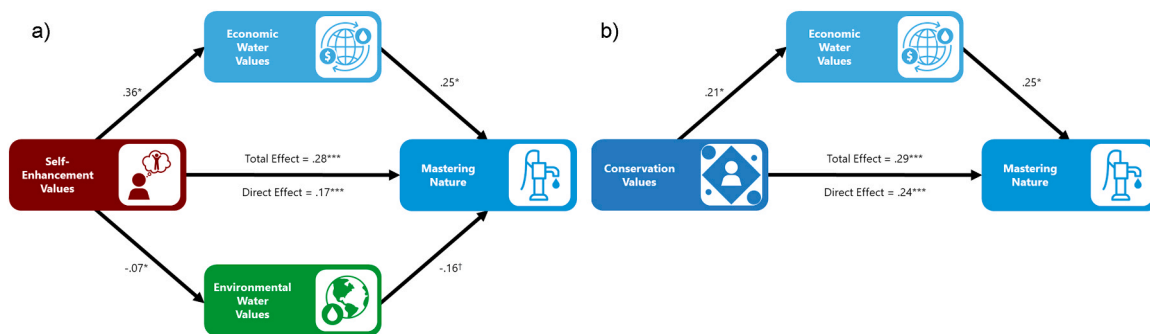 a)
Economic
Water
Values
$
.36*
.25*
Self-
Enhancement
Values
Total Effect = .28***
Direct Effect = .17***
Mastering
Nature
-.07*
-.16†
Environmental
Water
Values
b)
Economic
Water
Values
$
.21*
.25*
Conservation
Values
Total Effect = .29***
Direct Effect = .24***
Mastering
Nature